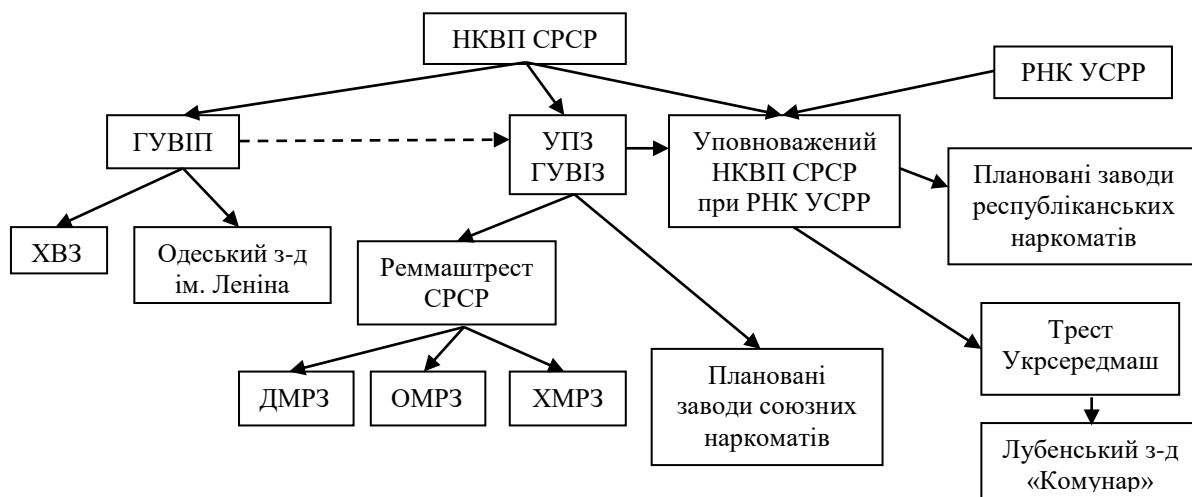 НКВП СРСР
РНК УСРР
ГУВІП
УПЗ
ГУВІЗ
Уповноважений
НКВП СРСР
при РНК УСРР
Плановані заводи
республіканських
наркоматів
ХВЗ
Одеський з-д
ім. Леніна
Реммаштрест
СРСР
Трест
Укрсередмаш
ДМРЗ
ОМРЗ
ХМРЗ
Плановані
заводи союзних
наркоматів
Лубенський з-д
«Комунар»